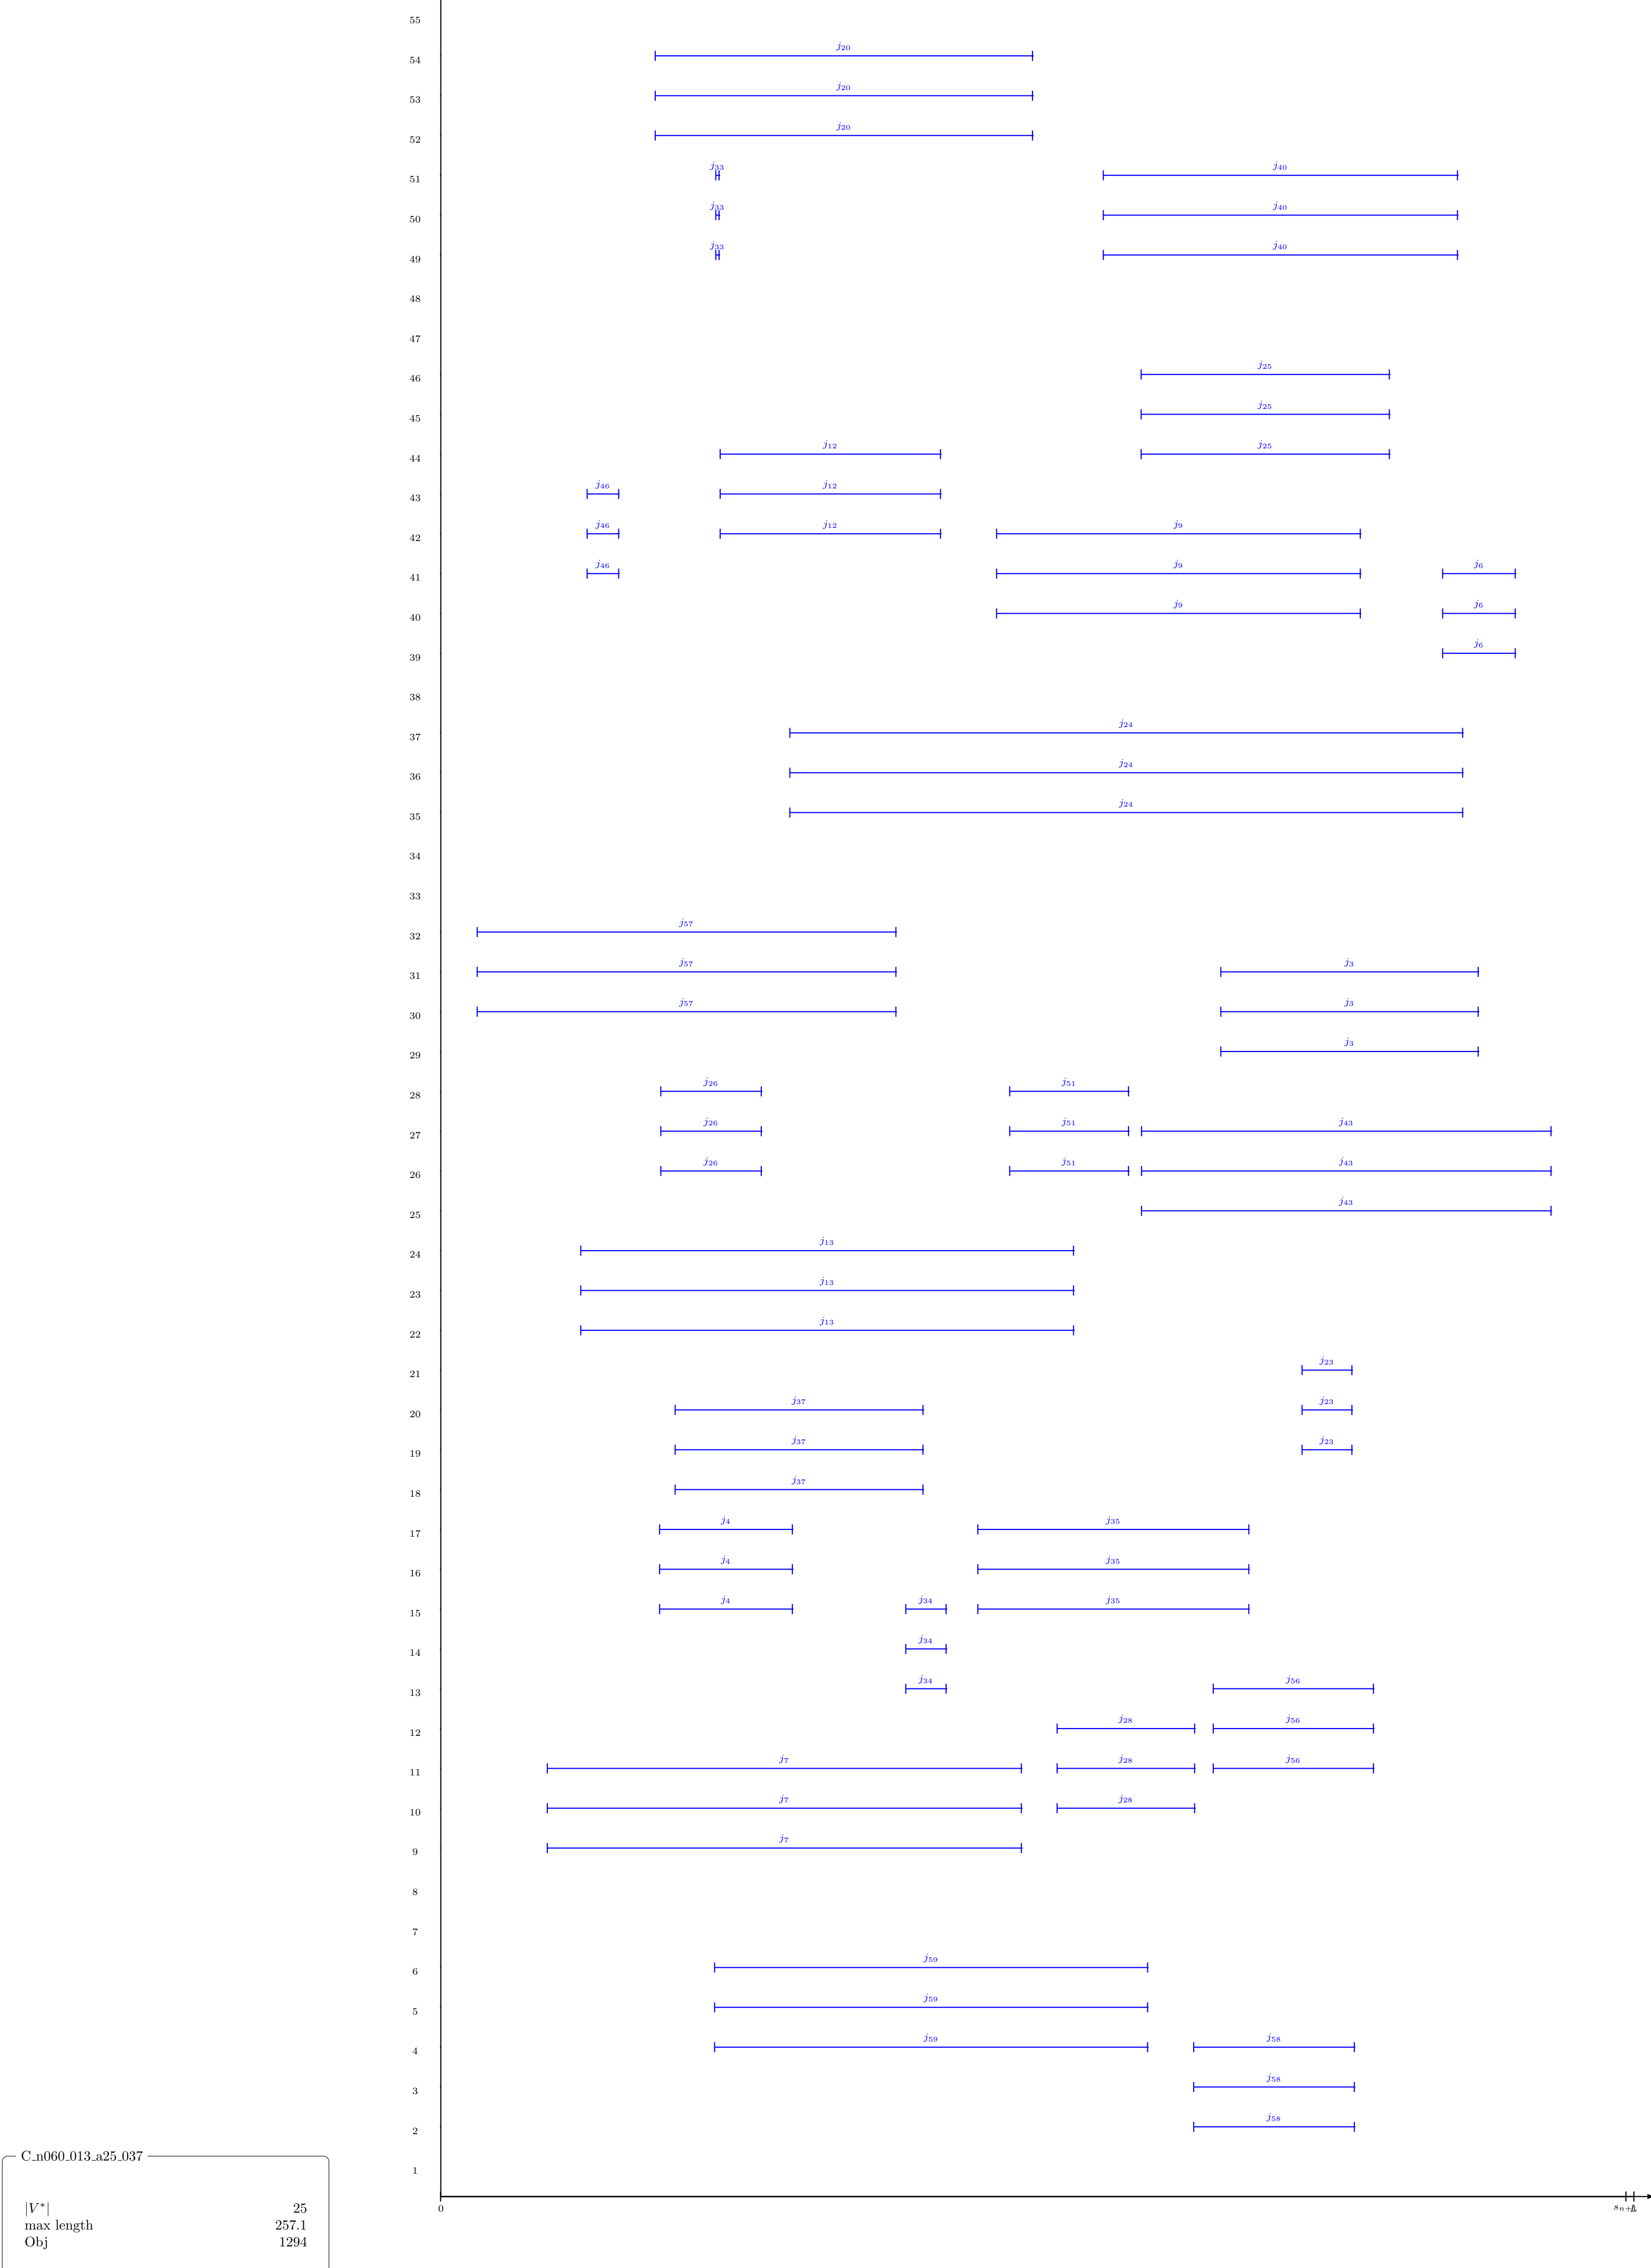 55
j20
54
j20
53
j20
52
j33 j40
51
j33 j40
50
j33 j40
49
48
47
j25
46
j25
45
j12 j25
44
j46 j12
43
j46 j12 j9
42
j46 j9 j6
41
j9 j6
40
j6
39
38
j24
37
j24
36
j24
35
34
33
j57
32
j57 j3
31
j57 j3
30
j3
29
j26 j51
28
j26 j51 j43
27
j26 j51 j43
26
j43
25
j13
24
j13
23
j13
22
j23
21
j37 j23
20
j37 j23
19
j37
18
j4 j35
17
j4 j35
16
j4 j34 j35
15
j34
14
j34 j56
13
j28 j56
12
j7 j28 j56
11
j7 j28
10
j7
9
8
7
j59
6
j59
5
j59 j58
4
j58
3
j58
2
C_n060_013_a25_037
1
|V*| 25
0
max length 257.1
Obj 1294